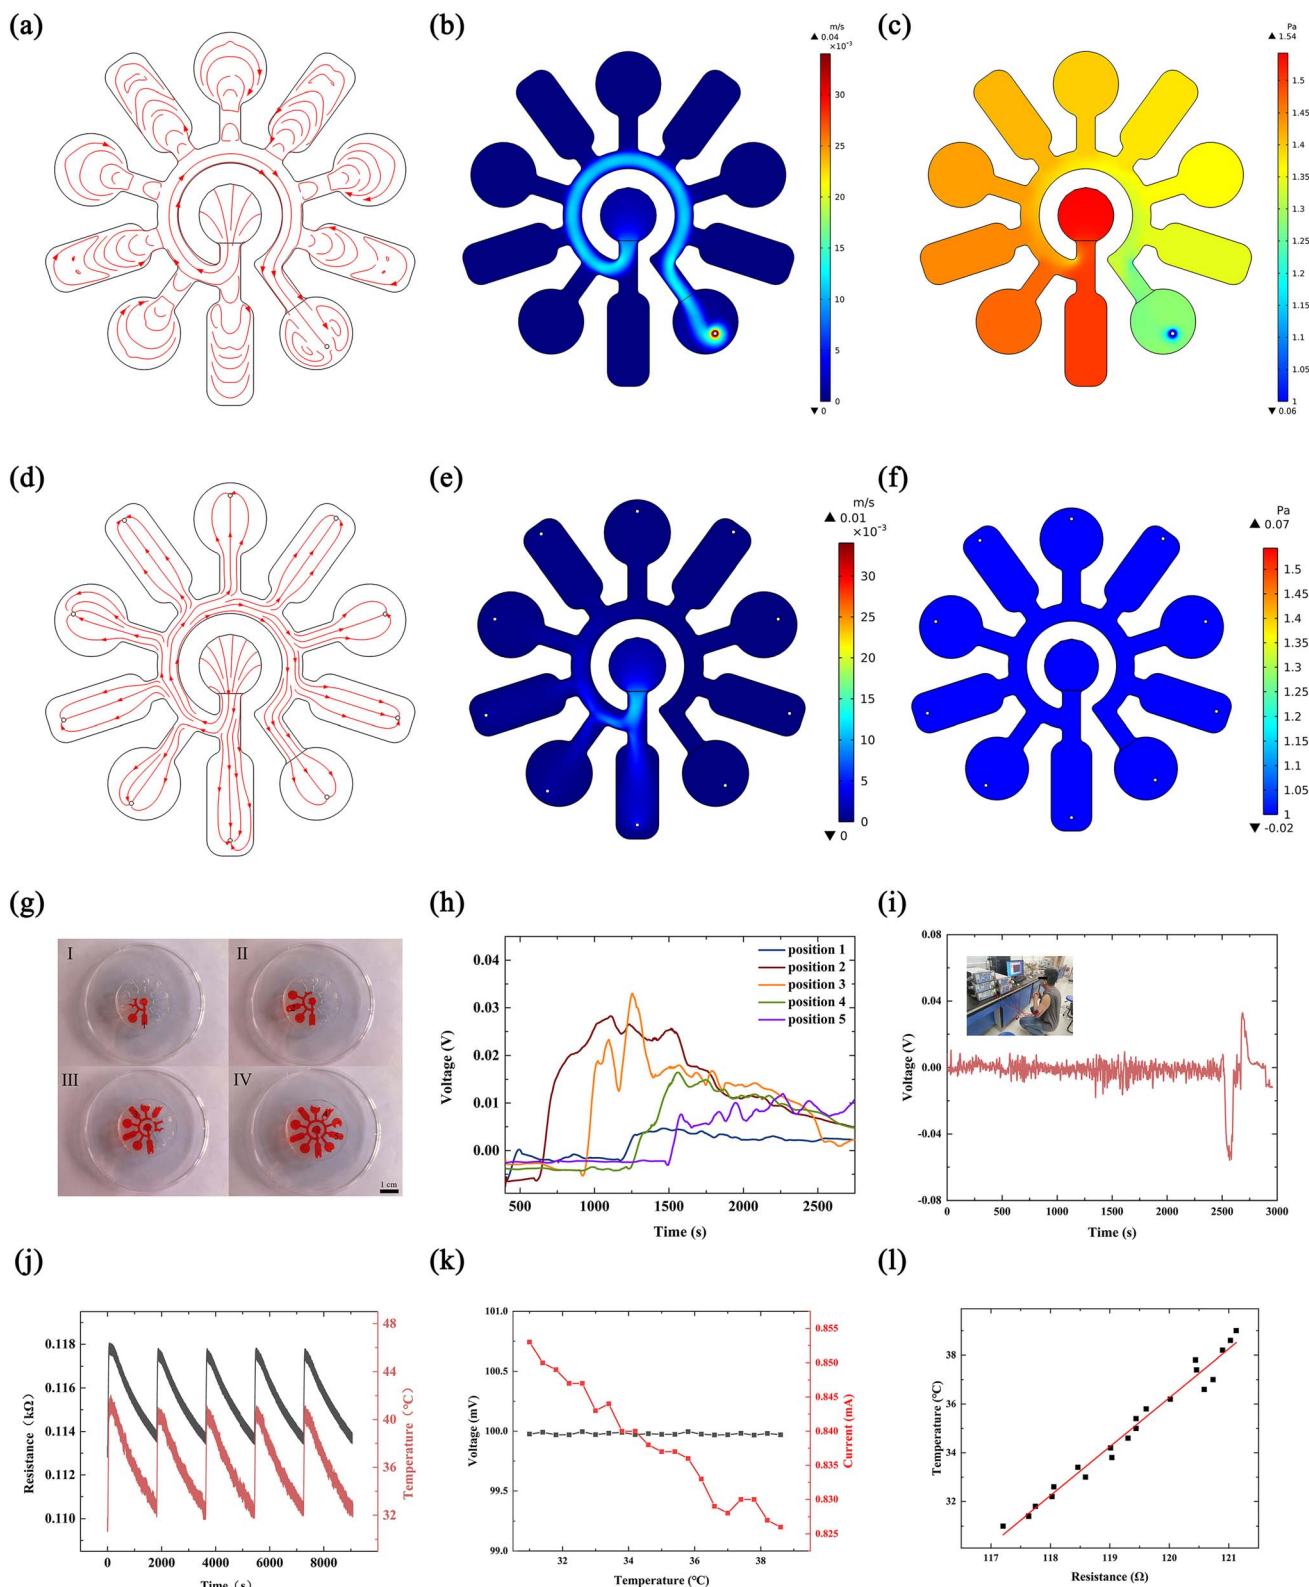 (a)
(b)
m/s
▲ 0.04
×10⁻³
30
25
20
15
10
5
0
▼ 0
(c)
Pa
▲ 1.54
1.5
1.45
1.4
1.35
1.3
1.25
1.2
1.15
1.1
1.05
1
▼ 0.06
(d)
(e)
m/s
▲ 0.01
×10⁻³
30
25
20
15
10
5
0
▼ 0
(f)
Pa
▲ 0.07
1.5
1.45
1.4
1.35
1.3
1.25
1.2
1.15
1.1
1.05
1
▼ -0.02
(g)
I
II
III
IV
1 cm
(h)
Voltage (V)
0.04
0.03
0.02
0.01
0.00
position 1
position 2
position 3
position 4
position 5
500 1000 1500 2000 2500
Time (s)
(i)
Voltage (V)
0.08
0.04
0.00
-0.04
-0.08
0 500 1000 1500 2000 2500 3000
Time (s)
(j)
Resistance (kΩ)
0.118
0.116
0.114
0.112
0.110
48
44
40
36
32
Temperature (℃)
0 2000 4000 6000 8000
Time (s)
(k)
Voltage (mV)
101.0
100.5
100.0
99.5
99.0
0.855
0.850
0.845
0.840
0.835
0.830
0.825
Current (mA)
32 34 36 38
Temperature (℃)
(l)
Temperature (℃)
38
36
35
33
31
117 118 119 120 121
Resistance (Ω)